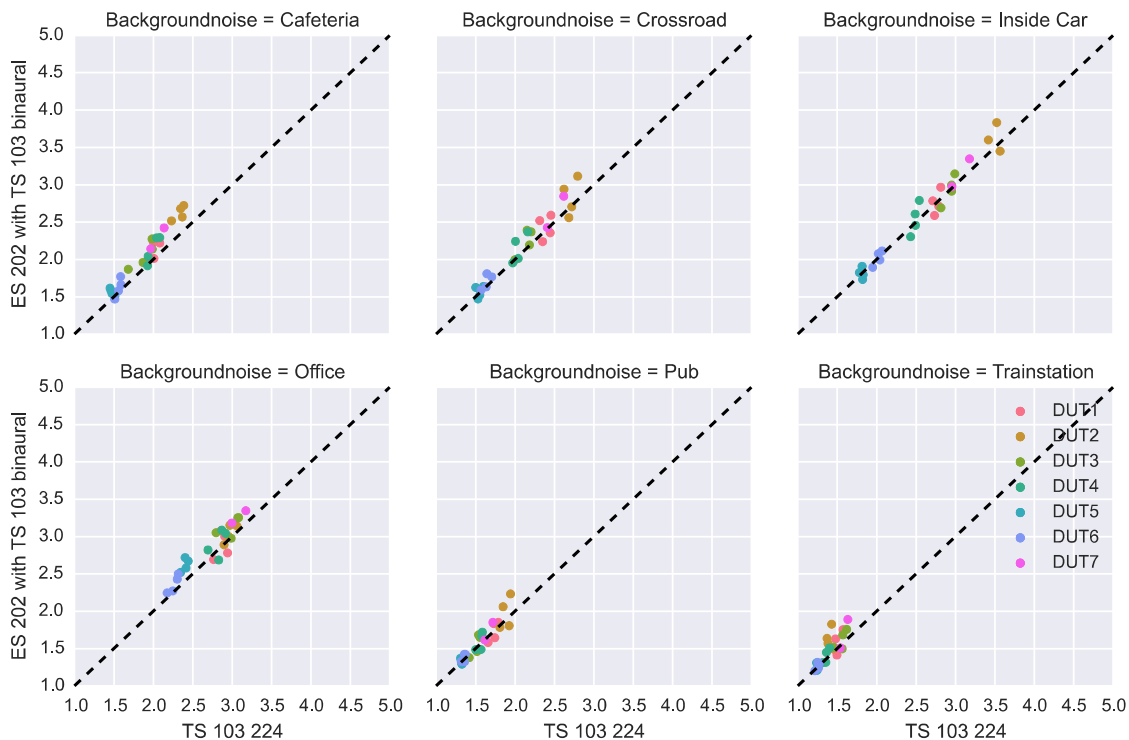 Backgroundnoise = Cafeteria
Backgroundnoise = Crossroad
Backgroundnoise = Inside Car
5.0
4.5
4.0
3.5
3.0
2.5
2.0
1.5
1.0
ES 202 with TS 103 binaural
Backgroundnoise = Office
Backgroundnoise = Pub
Backgroundnoise = Trainstation
5.0
4.5
4.0
3.5
3.0
2.5
2.0
1.5
1.0
ES 202 with TS 103 binaural
DUT1
DUT2
DUT3
DUT4
DUT5
DUT6
DUT7
1.0 1.5 2.0 2.5 3.0 3.5 4.0 4.5 5.0
1.0 1.5 2.0 2.5 3.0 3.5 4.0 4.5 5.0
1.0 1.5 2.0 2.5 3.0 3.5 4.0 4.5 5.0
TS 103 224
TS 103 224
TS 103 224